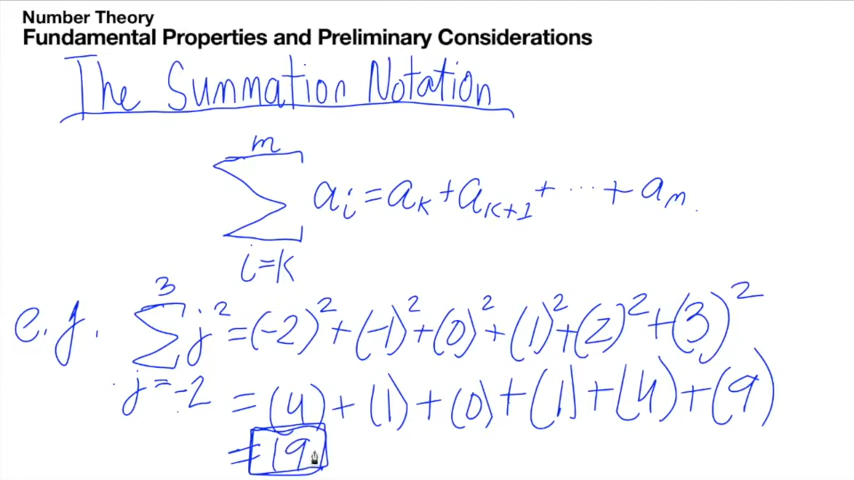 Number Theory
Fundamental Properties and Preliminary Considerations
The Summation Notation
m
∑ aᵢ = aₖ + aₖ₊₁ + ⋯ + aₘ.
i=k
3
e.g. ∑ j² = (-2)² + (-1)² + (0)² + (1)² + (2)² + (3)²
j=-2
= (4) + (1) + (0) + (1) + (4) + (9)
= 19